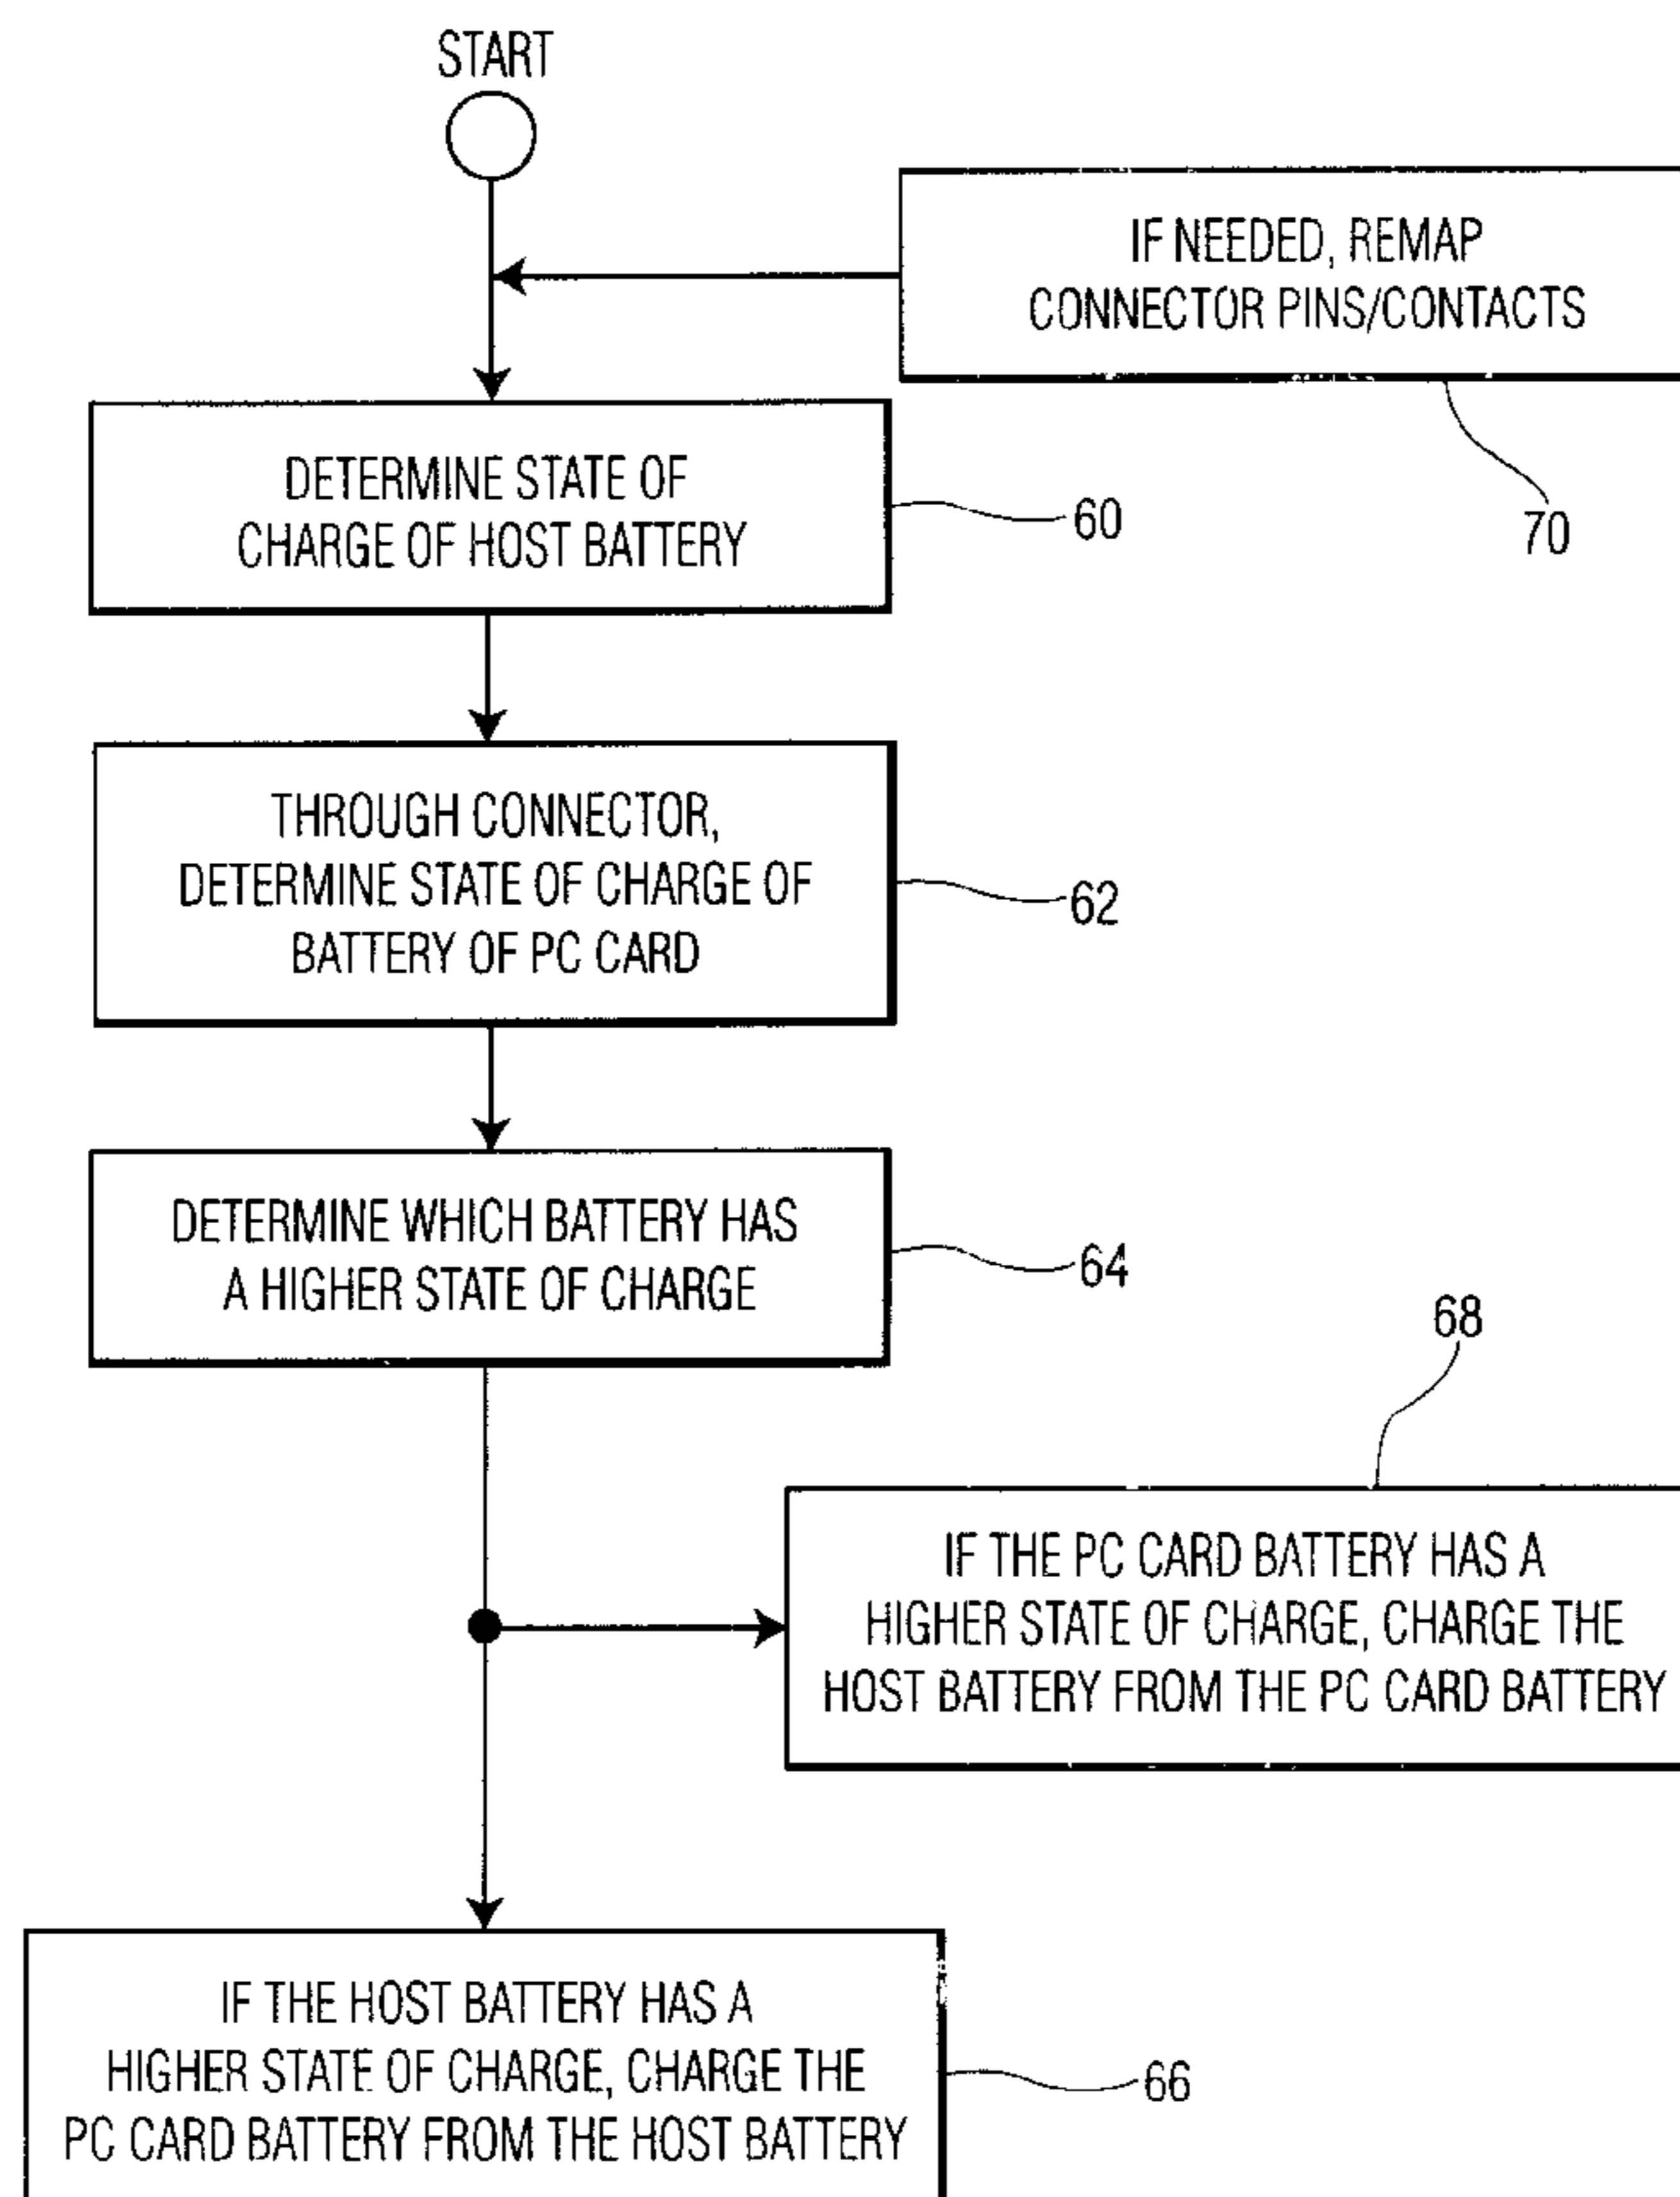 START
IF NEEDED, REMAP
CONNECTOR PINS/CONTACTS
70
DETERMINE STATE OF
CHARGE OF HOST BATTERY
60
THROUGH CONNECTOR,
DETERMINE STATE OF CHARGE OF
BATTERY OF PC CARD
62
DETERMINE WHICH BATTERY HAS
A HIGHER STATE OF CHARGE
64
68
IF THE PC CARD BATTERY HAS A
HIGHER STATE OF CHARGE, CHARGE THE
HOST BATTERY FROM THE PC CARD BATTERY
IF THE HOST BATTERY HAS A
HIGHER STATE OF CHARGE, CHARGE THE
PC CARD BATTERY FROM THE HOST BATTERY
66